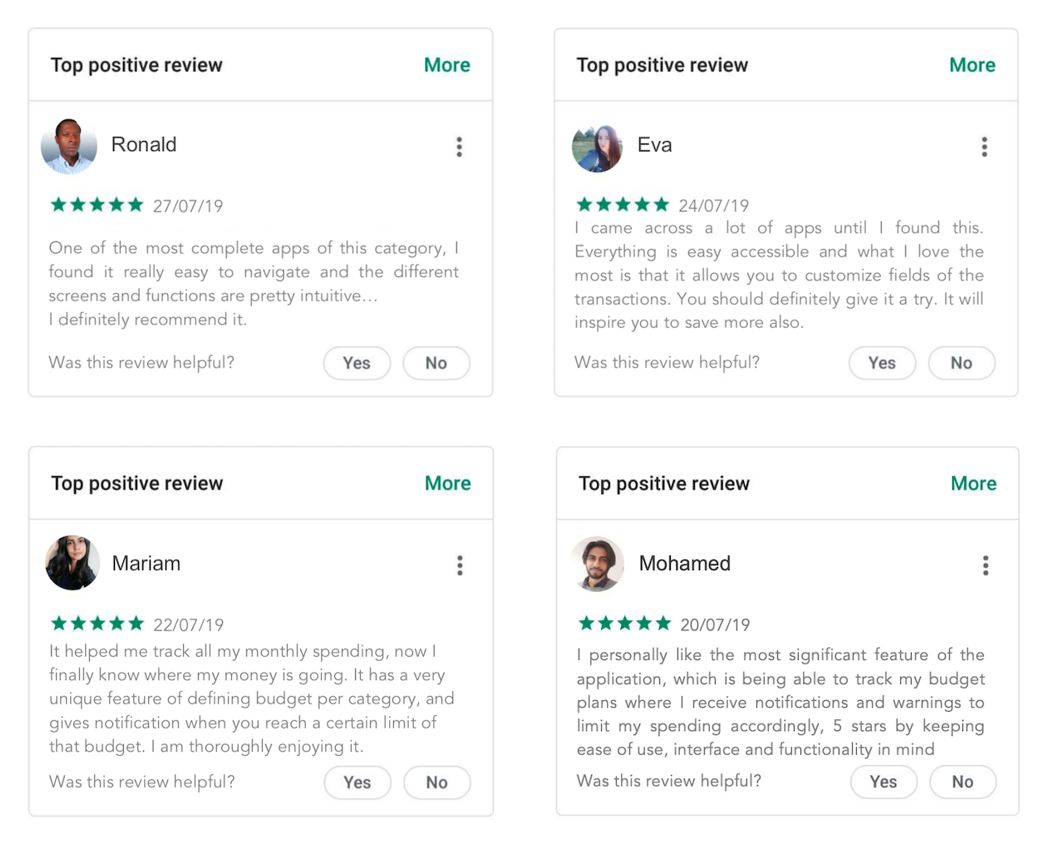 Top positive review More
Ronald
27/07/19
One of the most complete apps of this category, I
found it really easy to navigate and the different
screens and functions are pretty intuitive…
I definitely recommend it.
Was this review helpful? Yes No
Top positive review More
Eva
24/07/19
I came across a lot of apps until I found this.
Everything is easy accessible and what I love the
most is that it allows you to customize fields of the
transactions. You should definitely give it a try. It will
inspire you to save more also.
Was this review helpful? Yes No
Top positive review More
Mariam
22/07/19
It helped me track all my monthly spending, now I
finally know where my money is going. It has a very
unique feature of defining budget per category, and
gives notification when you reach a certain limit of
that budget. I am thoroughly enjoying it.
Was this review helpful? Yes No
Top positive review More
Mohamed
20/07/19
I personally like the most significant feature of the
application, which is being able to track my budget
plans where I receive notifications and warnings to
limit my spending accordingly, 5 stars by keeping
ease of use, interface and functionality in mind
Was this review helpful? Yes No